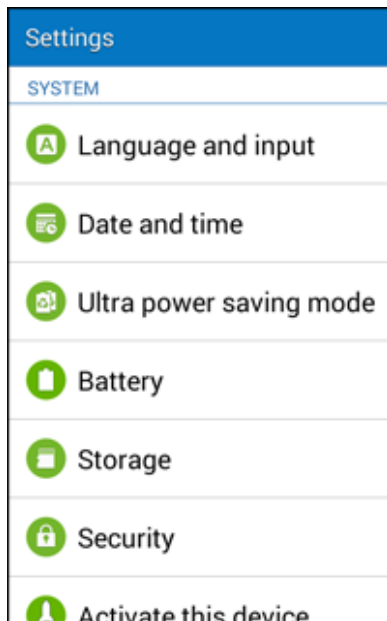 Settings
SYSTEM
Language and input
Date and time
Ultra power saving mode
Battery
Storage
Security
Activate this device